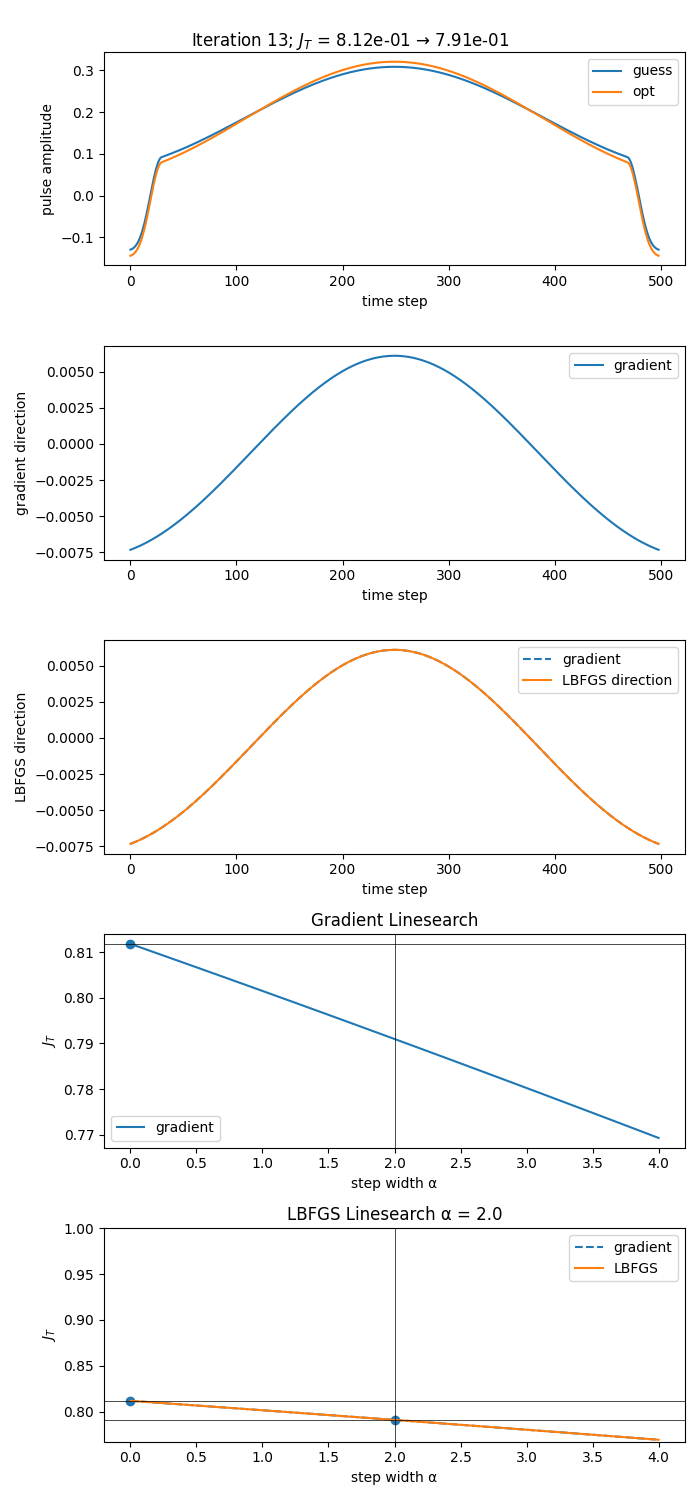 Iteration 13; J_T = 8.12e-01 → 7.91e-01
0.3
0.2
0.1
0.0
−0.1
pulse amplitude
guess
opt
0 100 200 300 400 500
time step
0.0050
0.0025
0.0000
−0.0025
−0.0050
−0.0075
gradient direction
gradient
0 100 200 300 400 500
time step
0.0050
0.0025
0.0000
−0.0025
−0.0050
−0.0075
LBFGS direction
gradient
LBFGS direction
0 100 200 300 400 500
time step
Gradient Linesearch
0.81
0.80
0.79
0.78
0.77
J_T
gradient
0.0 0.5 1.0 1.5 2.0 2.5 3.0 3.5 4.0
step width α
LBFGS Linesearch α = 2.0
1.00
0.95
0.90
0.85
0.80
J_T
gradient
LBFGS
0.0 0.5 1.0 1.5 2.0 2.5 3.0 3.5 4.0
step width α